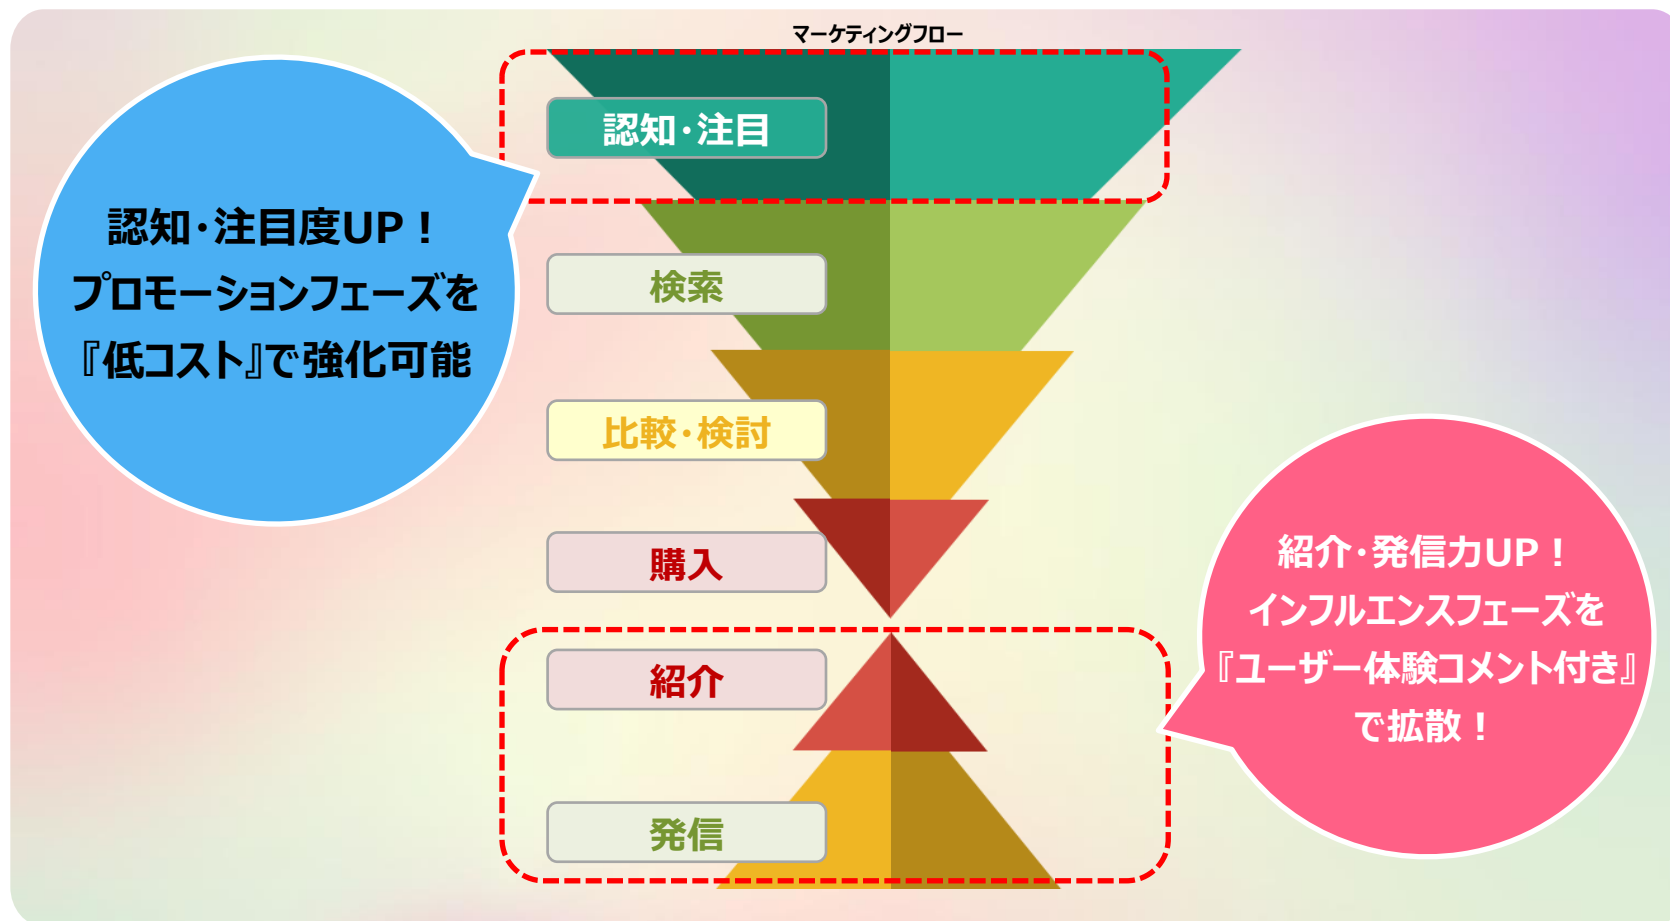 マーケティングフロー
認知・注目
検索
比較・検討
購入
紹介
発信
認知・注目度UP！
プロモーションフェーズを
『低コスト』で強化可能
紹介・発信力UP！
インフルエンスフェーズを
『ユーザー体験コメント付き』
で拡散！